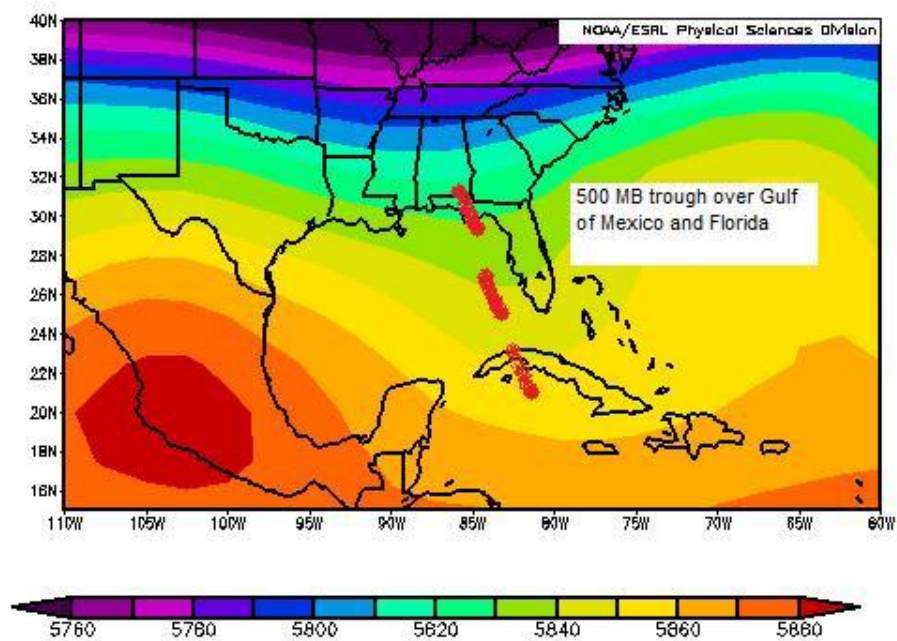 40N
NOAA/ESRL Physical Sciences Division
38N
36N
34N
32N
500 MB trough over Gulf
of Mexico and Florida
30N
28N
26N
24N
22N
20N
18N
16N
110W 105W 100W 95W 90W 85W 80W 75W 70W 65W 60W
5760 5780 5800 5820 5840 5860 5880